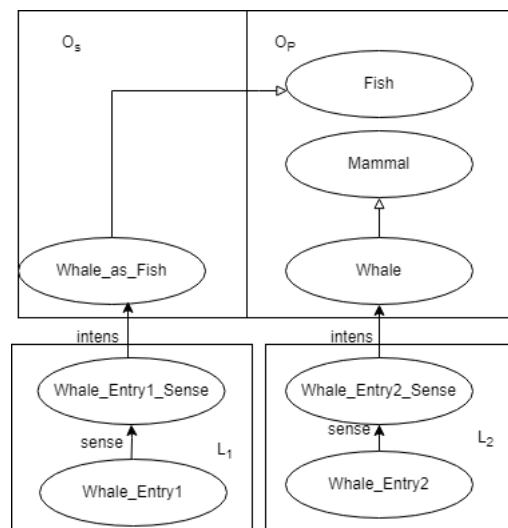 Oₛ
Oₚ
Fish
Mammal
Whale_as_Fish
Whale
intens
intens
Whale_Entry1_Sense
Whale_Entry2_Sense
sense
sense
L₁
L₂
Whale_Entry1
Whale_Entry2